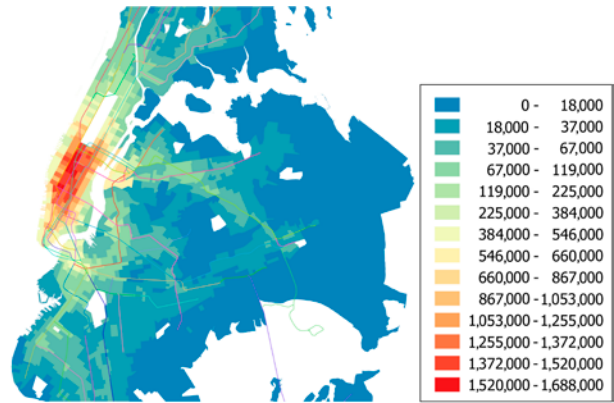 0 - 18,000
18,000 - 37,000
37,000 - 67,000
67,000 - 119,000
119,000 - 225,000
225,000 - 384,000
384,000 - 546,000
546,000 - 660,000
660,000 - 867,000
867,000 - 1,053,000
1,053,000 - 1,255,000
1,255,000 - 1,372,000
1,372,000 - 1,520,000
1,520,000 - 1,688,000